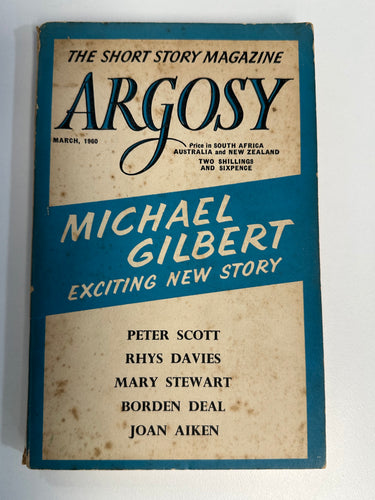 THE SHORT STORY MAGAZINE
ARGOSY
MARCH, 1960
Price in SOUTH AFRICA
AUSTRALIA and NEW ZEALAND
TWO SHILLINGS
AND SIXPENCE
MICHAEL
GILBERT
EXCITING NEW STORY
PETER SCOTT
RHYS DAVIES
MARY STEWART
BORDEN DEAL
JOAN AIKEN